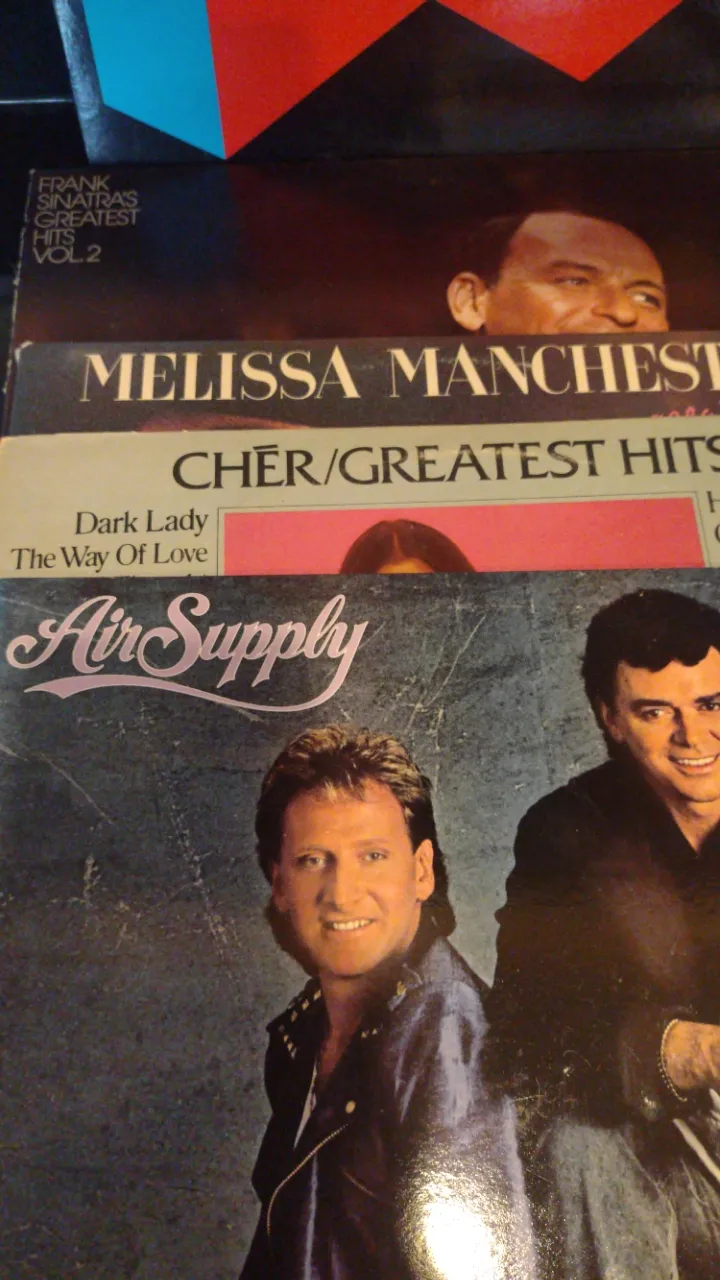 FRANK
SINATRA'S
GREATEST
HITS
VOL. 2
MELISSA MANCHEST
CHĒR/GREATEST HITS
Dark Lady
The Way Of Love
Air Supply